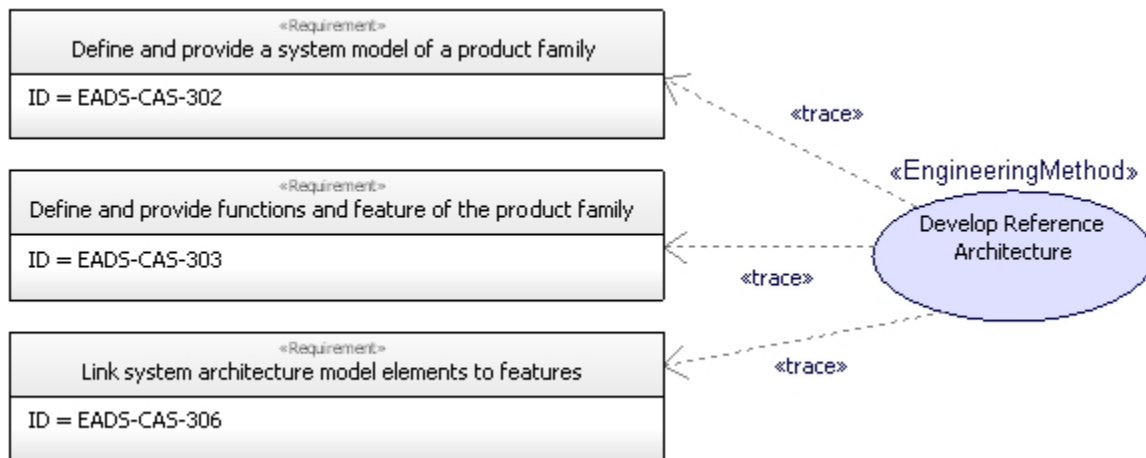 «Requirement»
Define and provide a system model of a product family
ID = EADS-CAS-302
«Requirement»
Define and provide functions and feature of the product family
ID = EADS-CAS-303
«Requirement»
Link system architecture model elements to features
ID = EADS-CAS-306
«trace»
«trace»
«trace»
«EngineeringMethod»
Develop Reference
Architecture